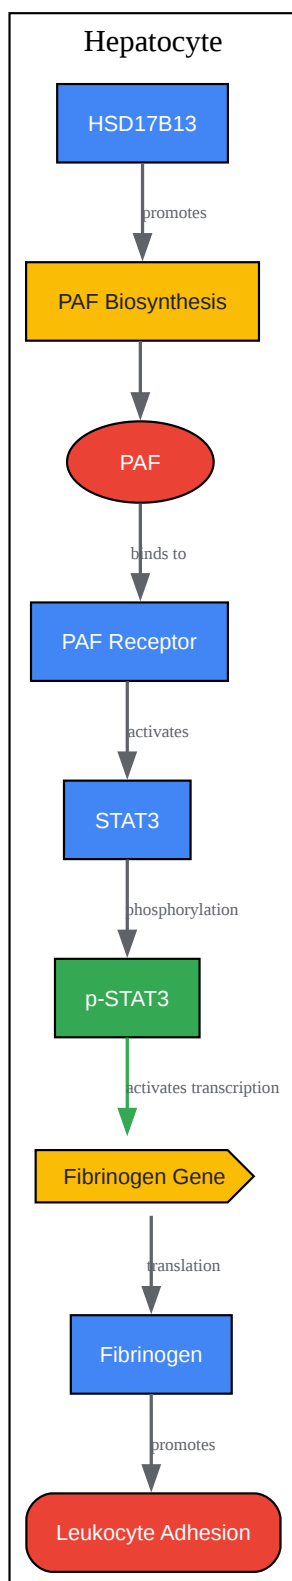 Hepatocyte
HSD17B13
promotes
PAF Biosynthesis
PAF
binds to
PAF Receptor
activates
STAT3
phosphorylation
p-STAT3
activates transcription
Fibrinogen Gene
translation
Fibrinogen
promotes
Leukocyte Adhesion